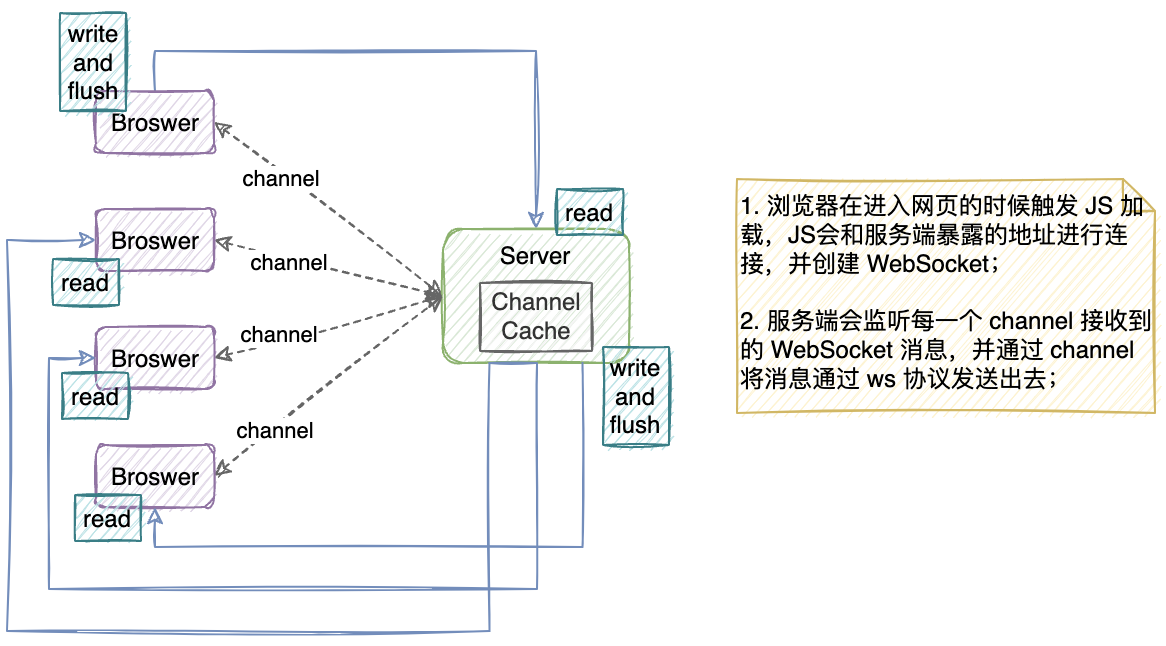 write
and
flush
Broswer
channel
Broswer
read
channel
Broswer
read
channel
Broswer
read
channel
read
Server
Channel
Cache
write
and
flush
1. 浏览器在进入网页的时候触发 JS 加
载，JS会和服务端暴露的地址进行连
接，并创建 WebSocket；
2. 服务端会监听每一个 channel 接收到
的 WebSocket 消息，并通过 channel
将消息通过 ws 协议发送出去；